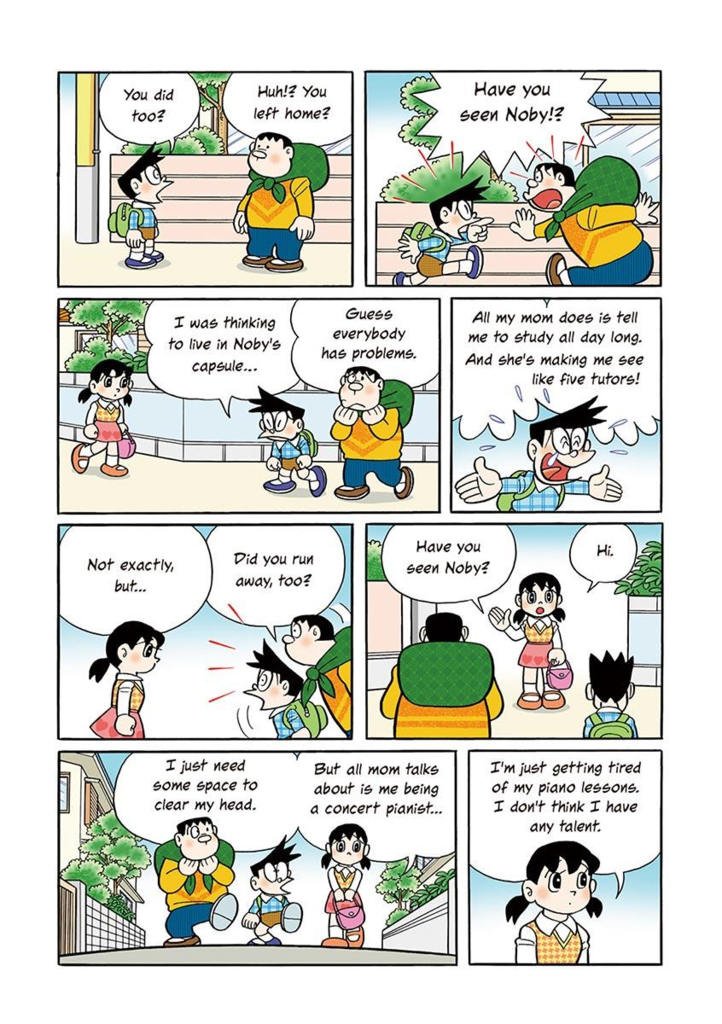 Have you
seen Noby!?
Huh!? You
left home?
You did
too?
All my mom does is tell
me to study all day long.
And she's making me see
like five tutors!
Guess
everybody
has problems.
I was thinking
to live in Noby's
capsule...
Hi.
Have you
seen Noby?
Did you run
away, too?
Not exactly,
but...
I'm just getting tired
of my piano lessons.
I don't think I have
any talent.
But all mom talks
about is me being
a concert pianist...
I just need
some space to
clear my head.